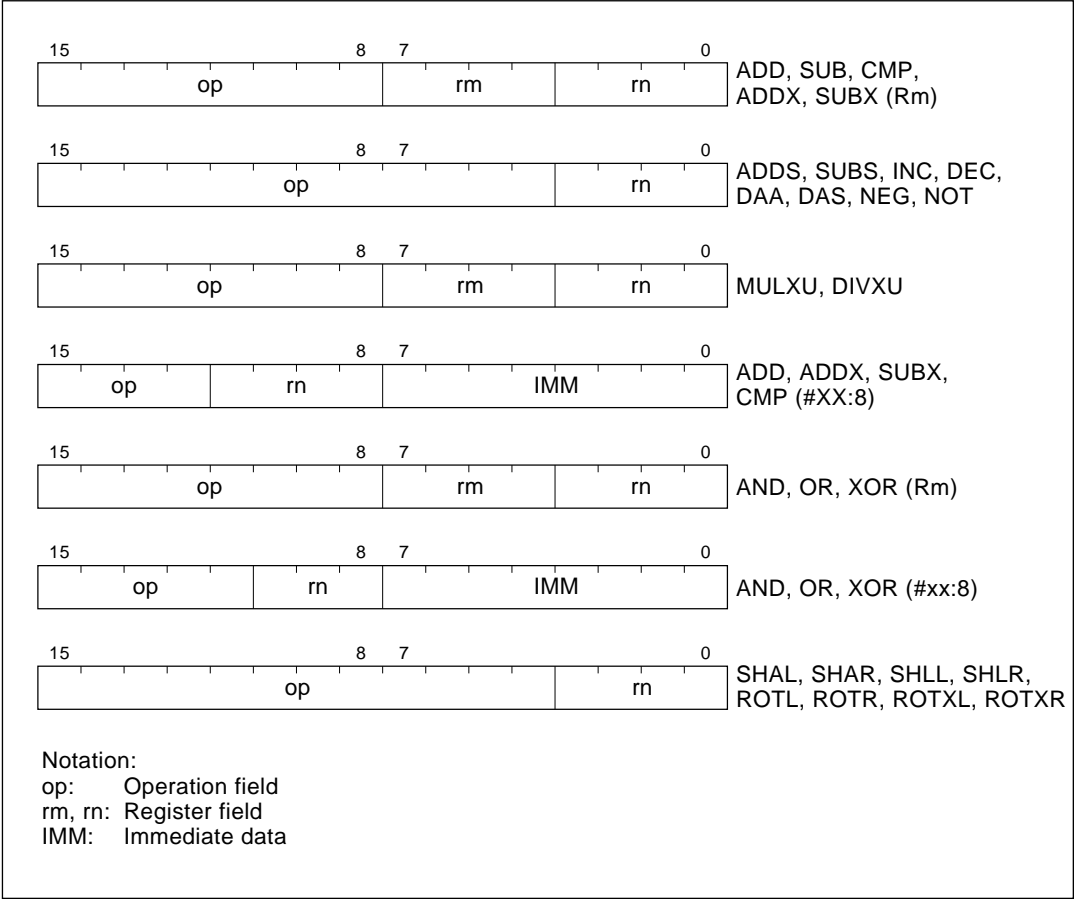 15 8 7 0
op rm rn
ADD, SUB, CMP,
ADDX, SUBX (Rm)
15 8 7 0
op rn
ADDS, SUBS, INC, DEC,
DAA, DAS, NEG, NOT
15 8 7 0
op rm rn
MULXU, DIVXU
15 8 7 0
op rn IMM
ADD, ADDX, SUBX,
CMP (#XX:8)
15 8 7 0
op rm rn
AND, OR, XOR (Rm)
15 8 7 0
op rn IMM
AND, OR, XOR (#xx:8)
15 8 7 0
op rn
SHAL, SHAR, SHLL, SHLR,
ROTL, ROTR, ROTXL, ROTXR
Notation:
op: Operation field
rm, rn: Register field
IMM: Immediate data